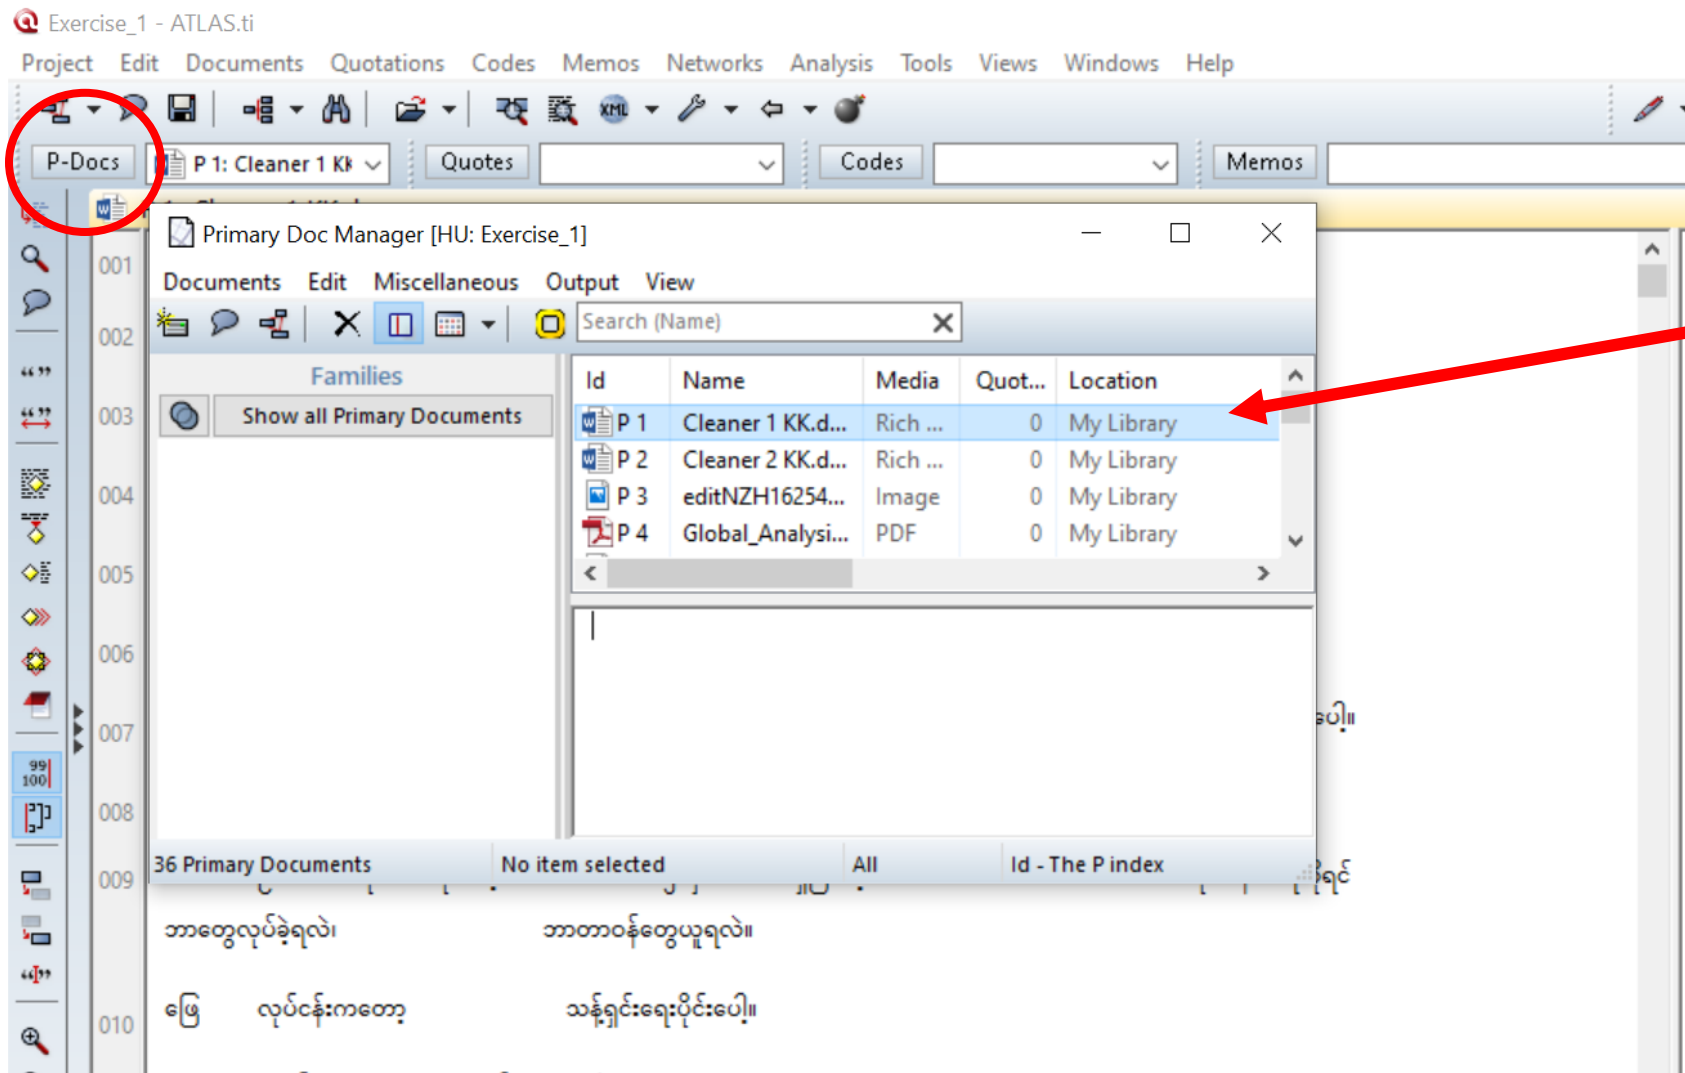 Exercise_1 - ATLAS.ti
Project Edit Documents Quotations Codes Memos Networks Analysis Tools Views Windows Help
XML
P-Docs P 1: Cleaner 1 KK Quotes Codes Memos
Primary Doc Manager [HU: Exercise_1]
Documents Edit Miscellaneous Output View
Search (Name)
Families
Show all Primary Documents
Id Name Media Quot... Location
P 1 Cleaner 1 KK.d... Rich ... 0 My Library
P 2 Cleaner 2 KK.d... Rich ... 0 My Library
P 3 editNZH16254... Image 0 My Library
P 4 Global_Analysi... PDF 0 My Library
36 Primary Documents No item selected All Id - The P index
001
002
003
004
005
006
007 ပေါ့။
008
009
ဘာတွေလုပ်ခဲ့ရလဲ၊ ဘာတာဝန်တွေယူရလဲ။
010 ဖြေ လုပ်ငန်းကတော့ သန့်ရှင်းရေးပိုင်းပေါ့။
99
100